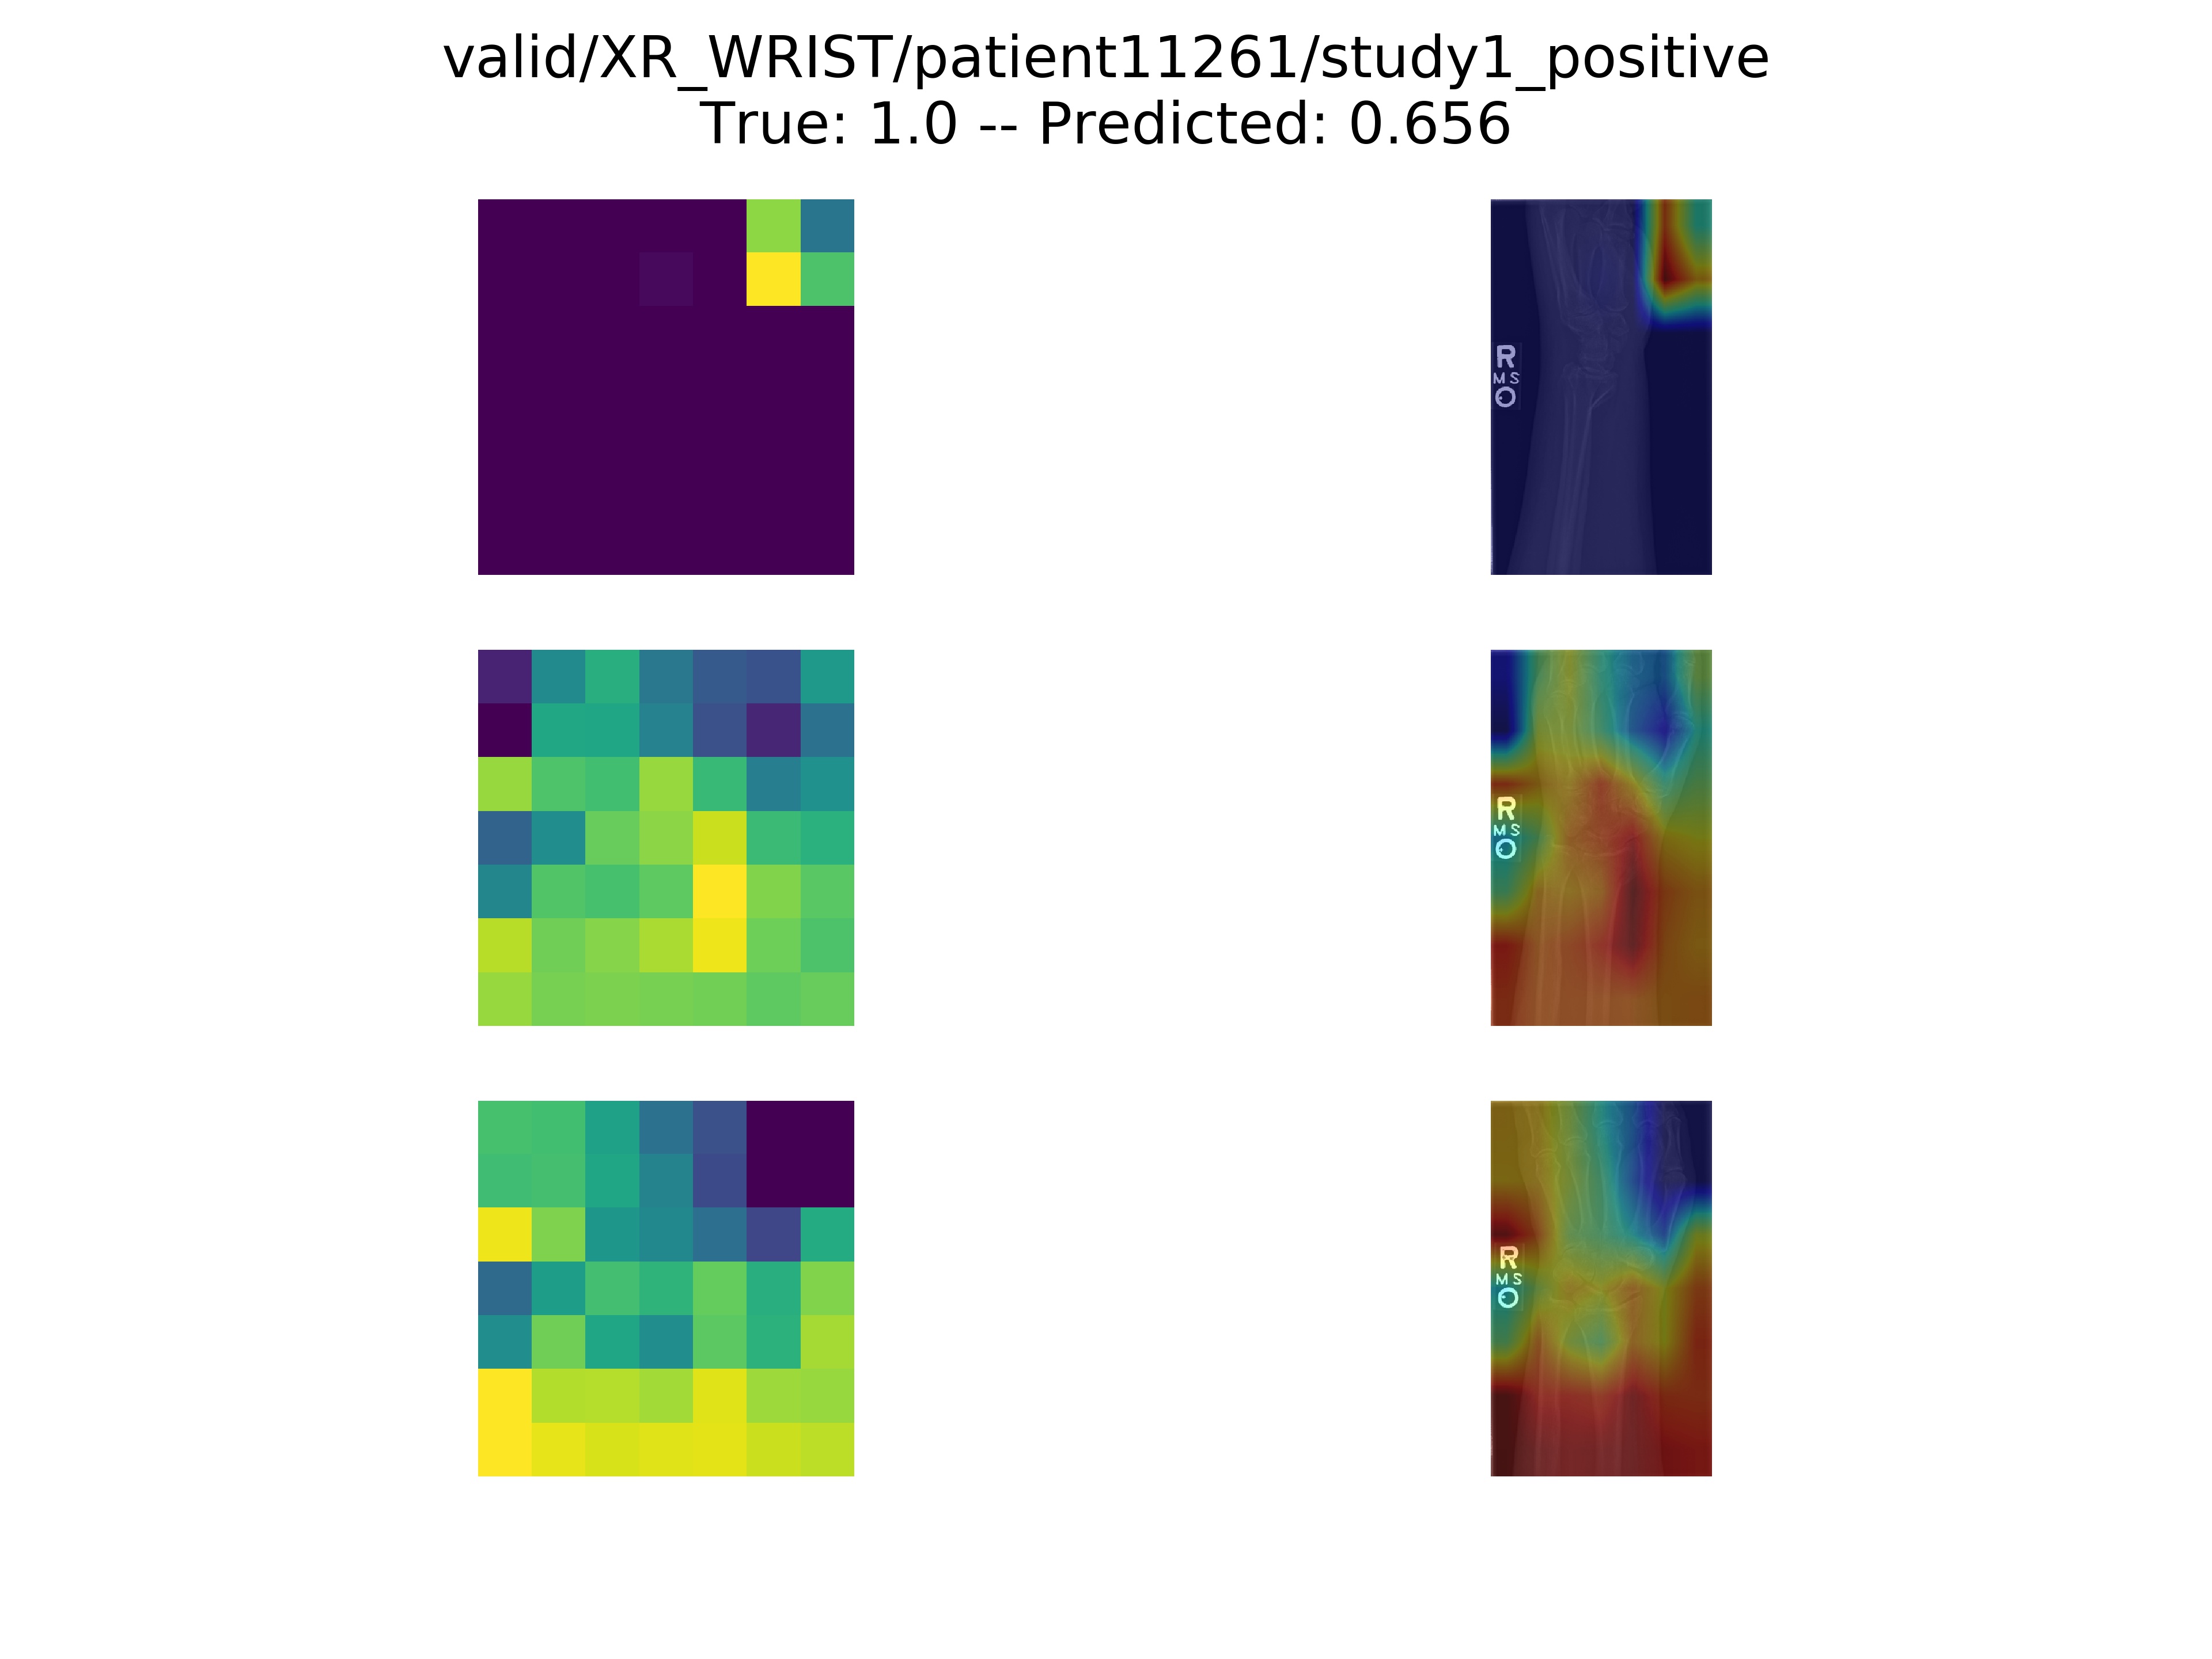 valid/XR_WRIST/patient11261/study1_positive
True: 1.0 -- Predicted: 0.656
R
M S
O
R
M S
O
R
M S
O